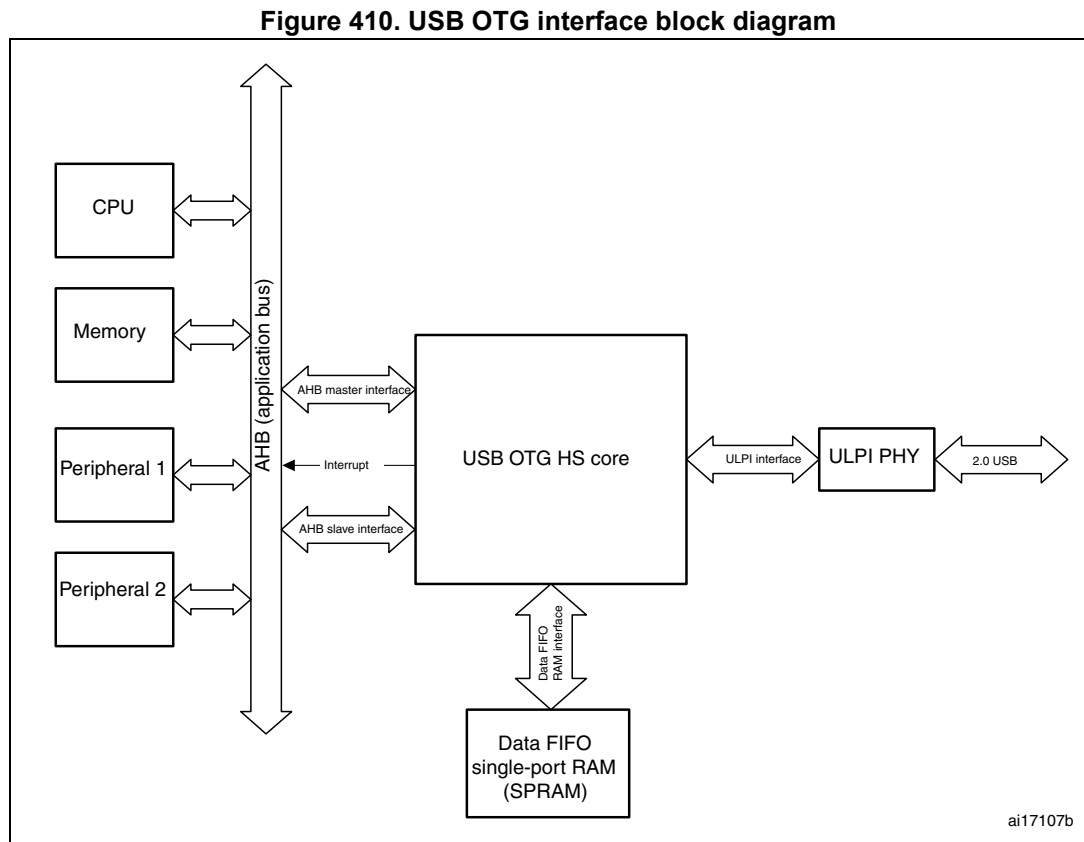 Figure 410. USB OTG interface block diagram
CPU
Memory
Peripheral 1
Peripheral 2
AHB (application bus)
AHB master interface
Interrupt
AHB slave interface
USB OTG HS core
ULPI interface
ULPI PHY
2.0 USB
Data FIFO
RAM interface
Data FIFO
single-port RAM
(SPRAM)
ai17107b